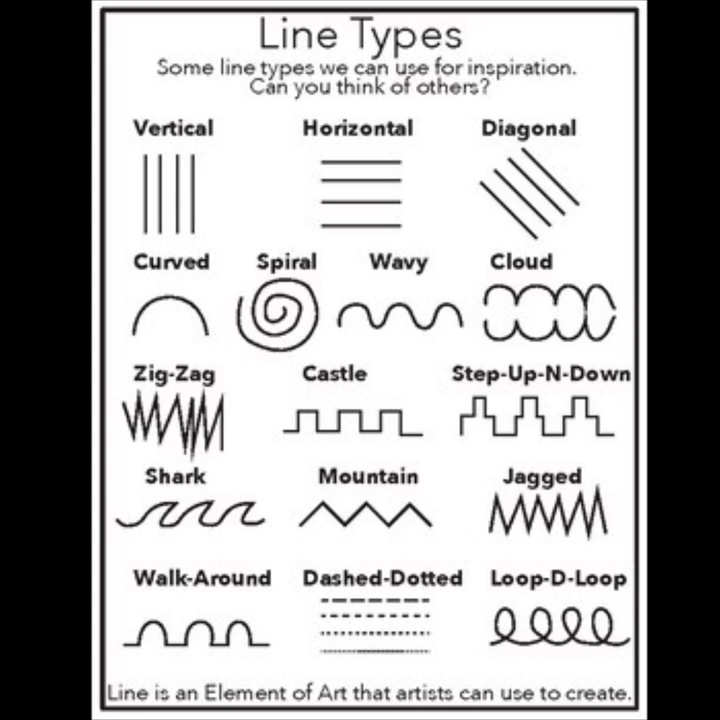 Line Types
Some line types we can use for inspiration.
Can you think of others?
Vertical Horizontal Diagonal
Curved Spiral Wavy Cloud
Zig-Zag Castle Step-Up-N-Down
Shark Mountain Jagged
Walk-Around Dashed-Dotted Loop-D-Loop
Line is an Element of Art that artists can use to create.